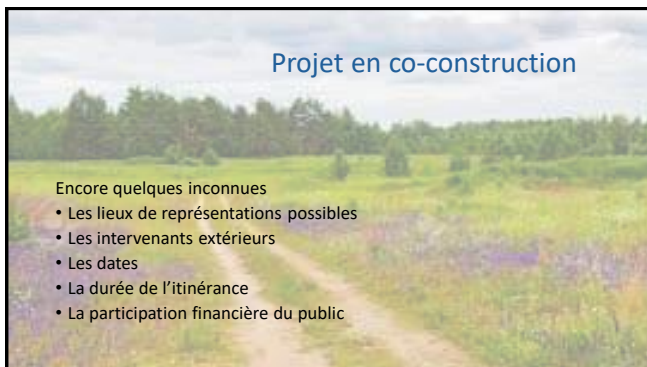 Projet en co-construction
Encore quelques inconnues
• Les lieux de représentations possibles
• Les intervenants extérieurs
• Les dates
• La durée de l’itinérance
• La participation financière du public